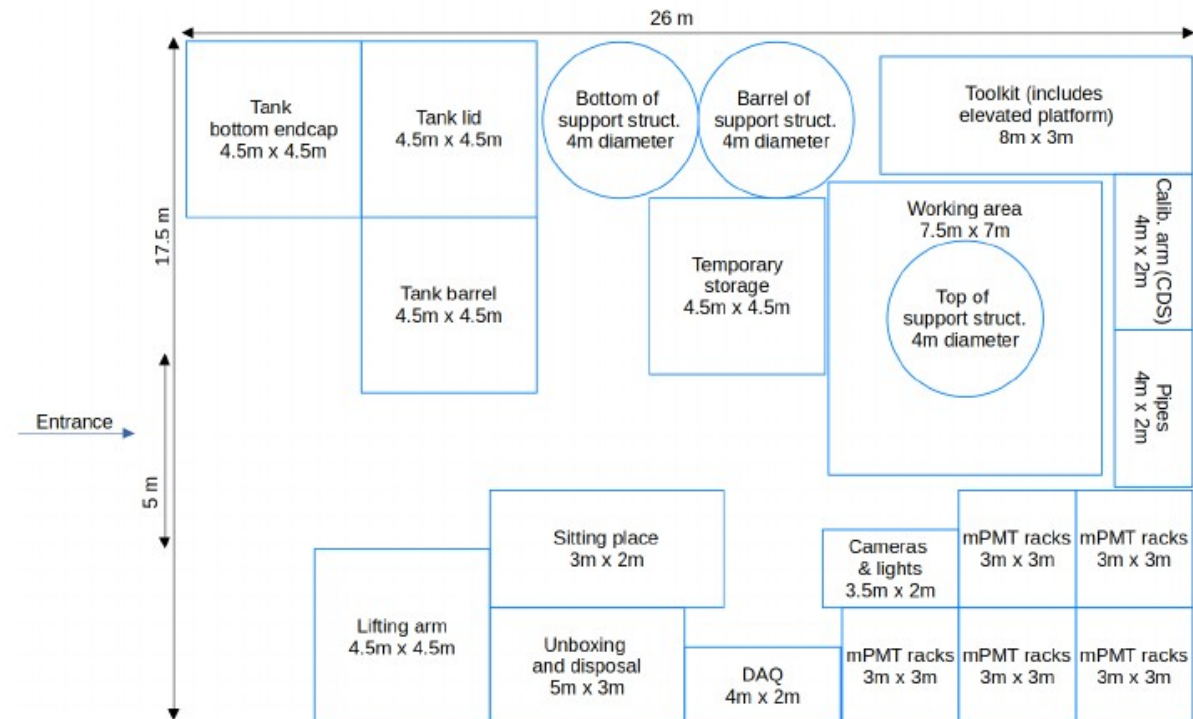 26 m
Tank
bottom endcap
4.5m x 4.5m
Tank lid
4.5m x 4.5m
Bottom of
support struct.
4m diameter
Barrel of
support struct.
4m diameter
Toolkit (includes
elevated platform)
8m x 3m
17.5 m
Calib. arm (CDS)
4m x 2m
Working area
7.5m x 7m
Tank barrel
4.5m x 4.5m
Temporary
storage
4.5m x 4.5m
Top of
support struct.
4m diameter
Pipes
4m x 2m
Entrance
5 m
Sitting place
3m x 2m
Cameras
& lights
3.5m x 2m
mPMT racks
3m x 3m
mPMT racks
3m x 3m
Lifting arm
4.5m x 4.5m
Unboxing
and disposal
5m x 3m
DAQ
4m x 2m
mPMT racks
3m x 3m
mPMT racks
3m x 3m
mPMT racks
3m x 3m